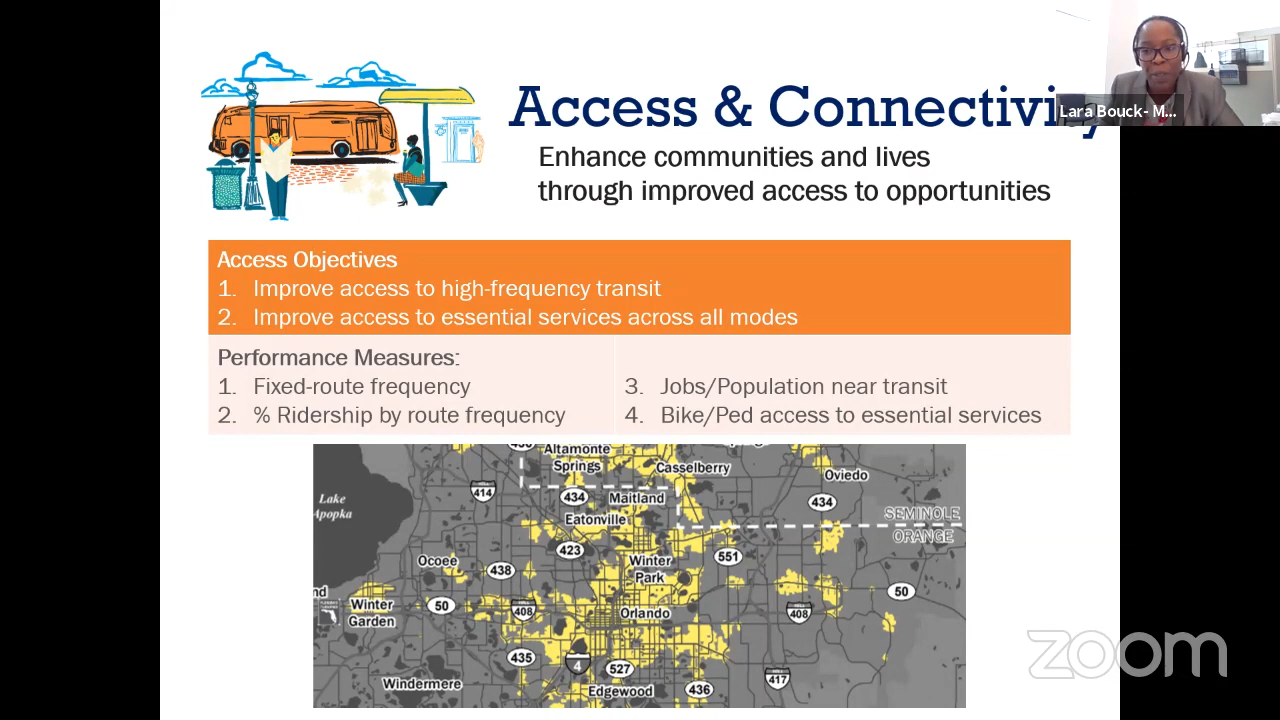 Access & Connectivity
Lara Bouck- M...
Enhance communities and lives
through improved access to opportunities
Access Objectives
1. Improve access to high-frequency transit
2. Improve access to essential services across all modes
Performance Measures:
1. Fixed-route frequency
2. % Ridership by route frequency
3. Jobs/Population near transit
4. Bike/Ped access to essential services
Altamonte
Springs
Casselberry
Oviedo
Lake
Apopka
414
434
Maitland
434
SEMINOLE
Eatonville
ORANGE
423
551
Ocoee
438
Winter
Park
50
nd
Winter
Garden
50
408
Orlando
408
zoom
435
4
527
417
Windermere
Edgewood
436